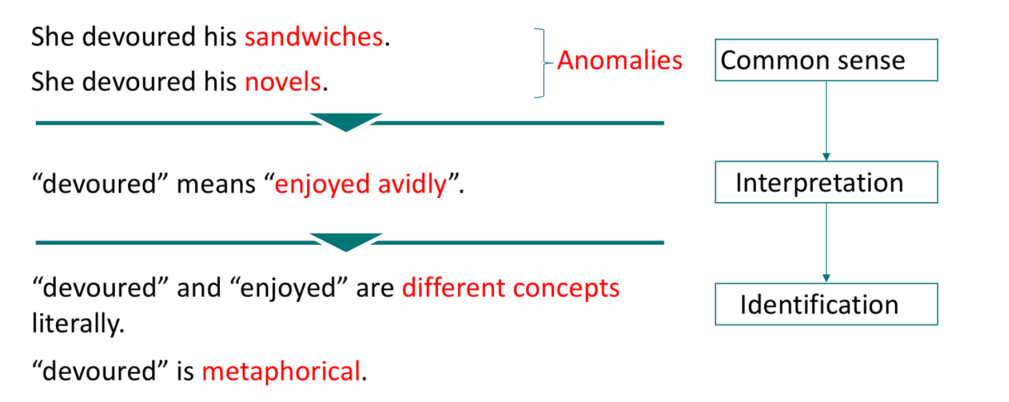 She devoured his sandwiches.
She devoured his novels.
Anomalies
Common sense
“devoured” means “enjoyed avidly”.
Interpretation
“devoured” and “enjoyed” are different concepts
literally.
“devoured” is metaphorical.
Identification